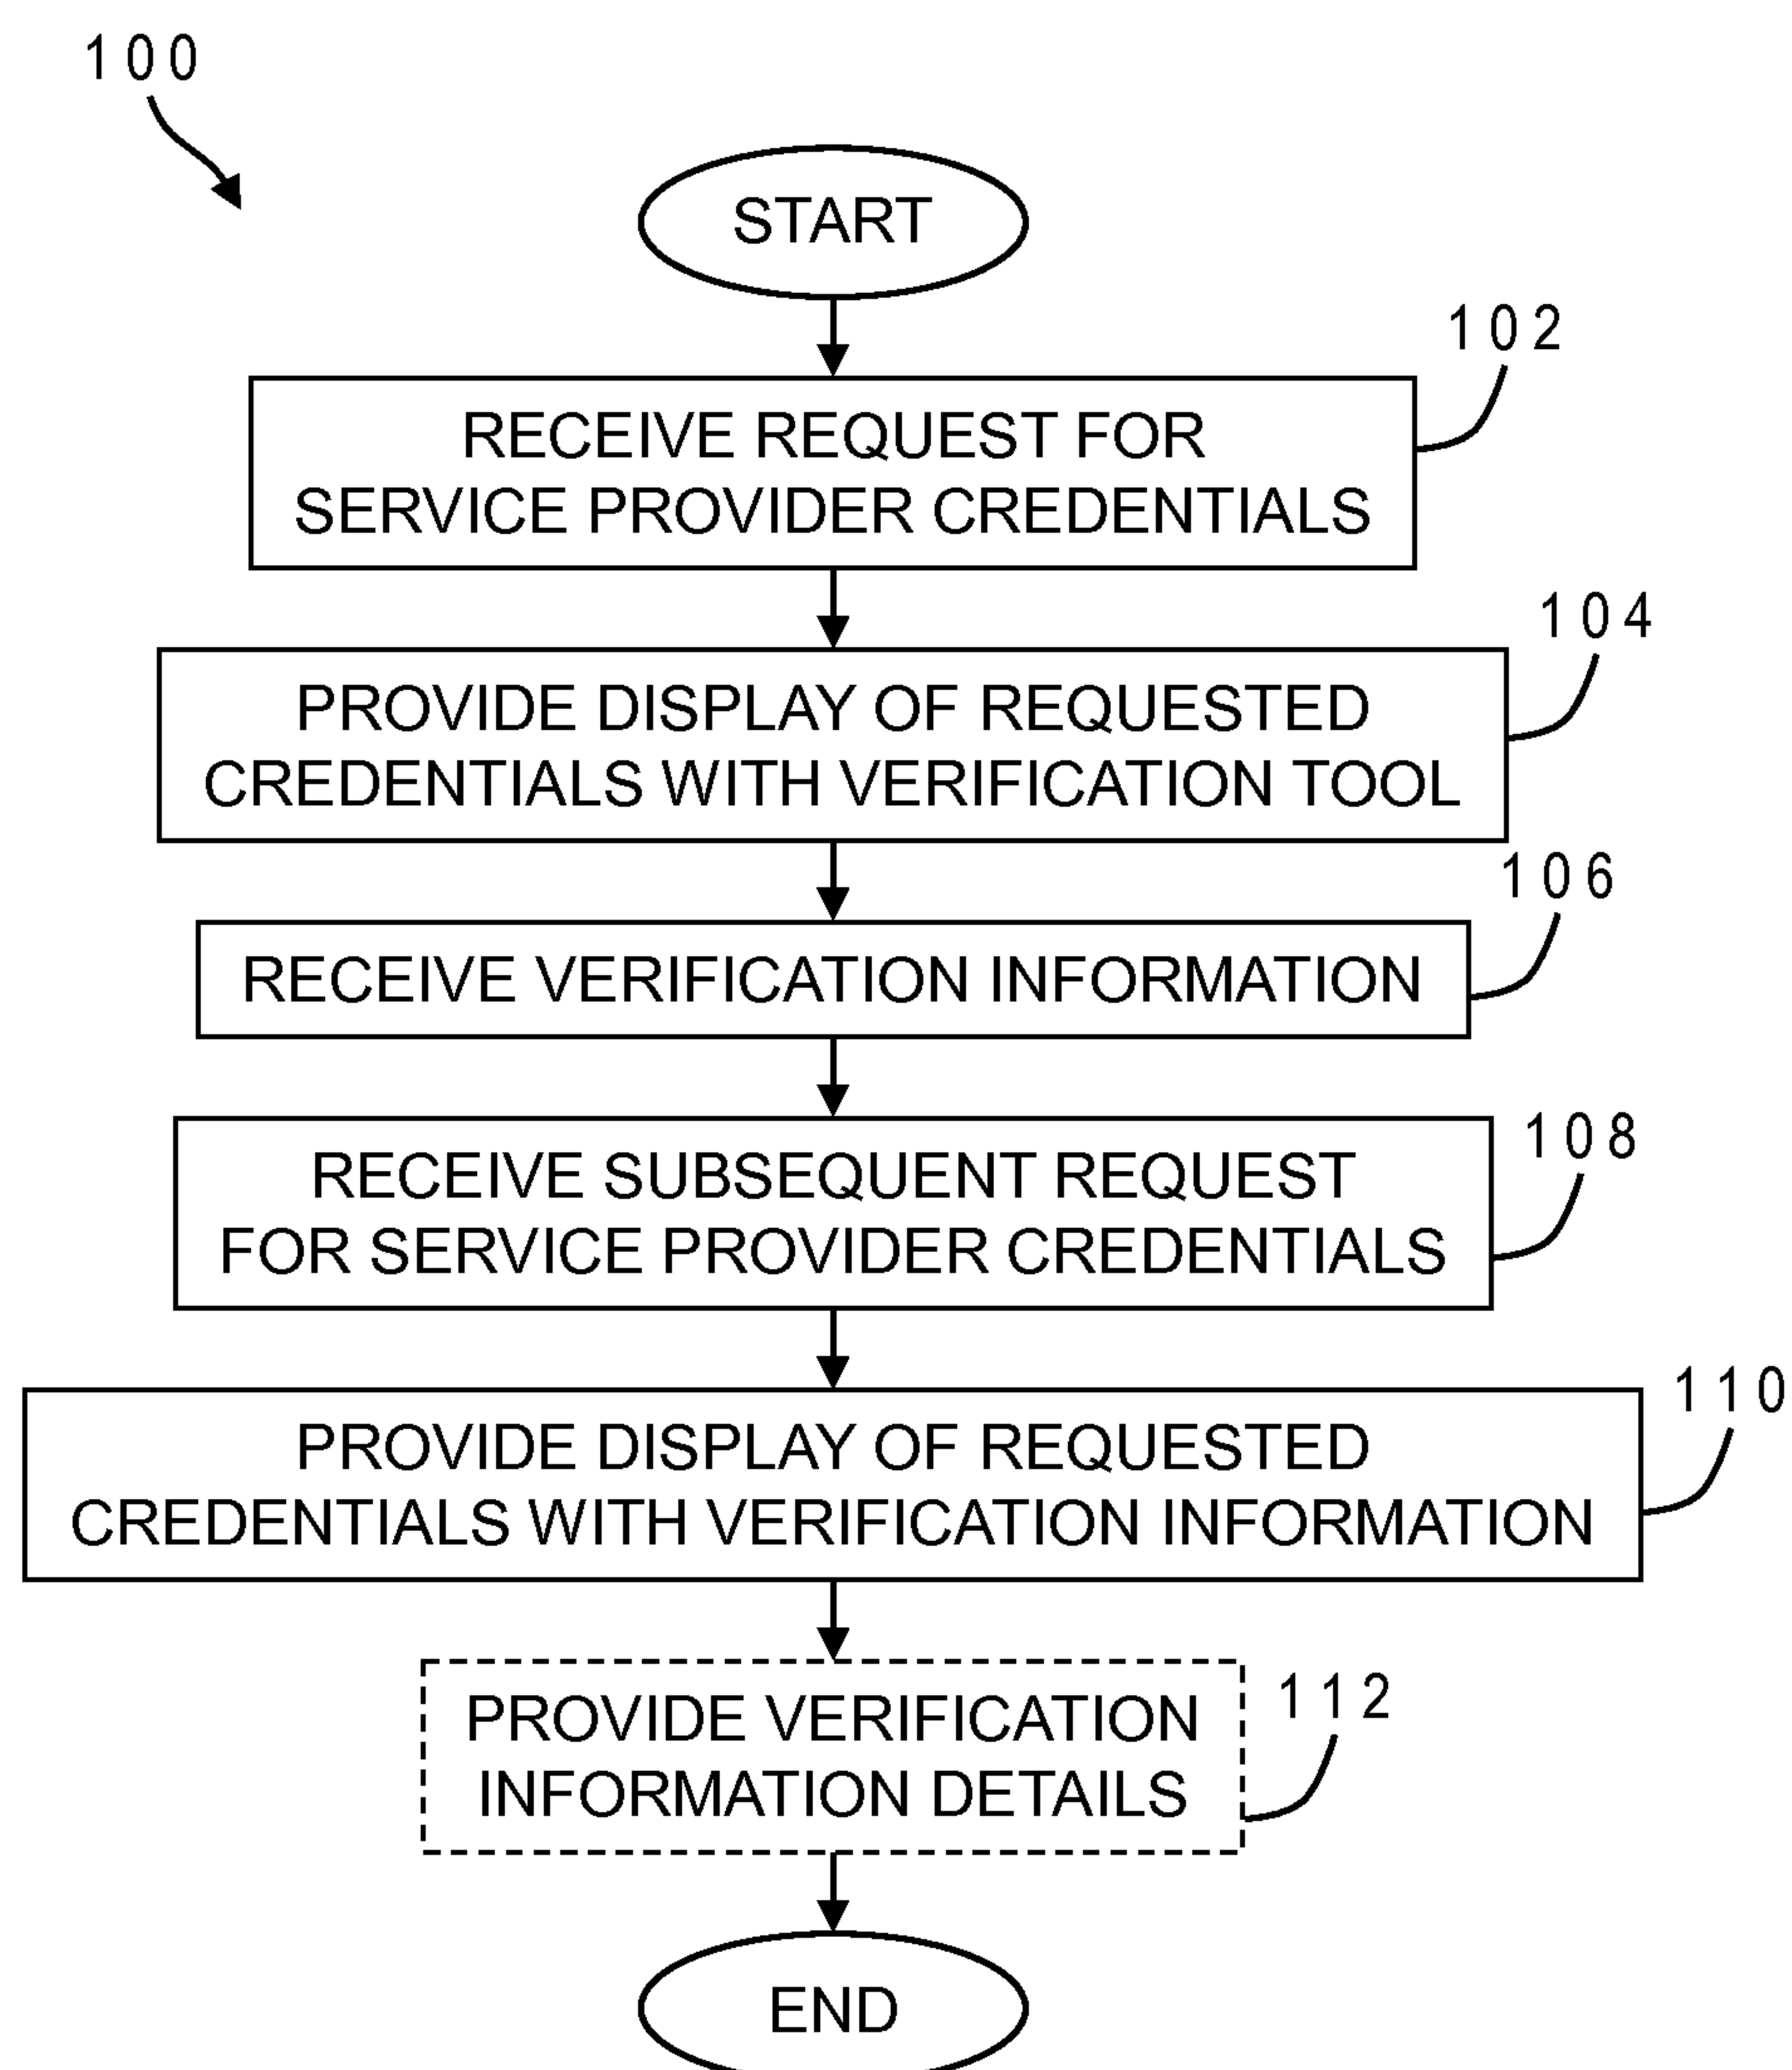 100
START
102
RECEIVE REQUEST FOR
SERVICE PROVIDER CREDENTIALS
104
PROVIDE DISPLAY OF REQUESTED
CREDENTIALS WITH VERIFICATION TOOL
106
RECEIVE VERIFICATION INFORMATION
108
RECEIVE SUBSEQUENT REQUEST
FOR SERVICE PROVIDER CREDENTIALS
110
PROVIDE DISPLAY OF REQUESTED
CREDENTIALS WITH VERIFICATION INFORMATION
112
PROVIDE VERIFICATION
INFORMATION DETAILS
END